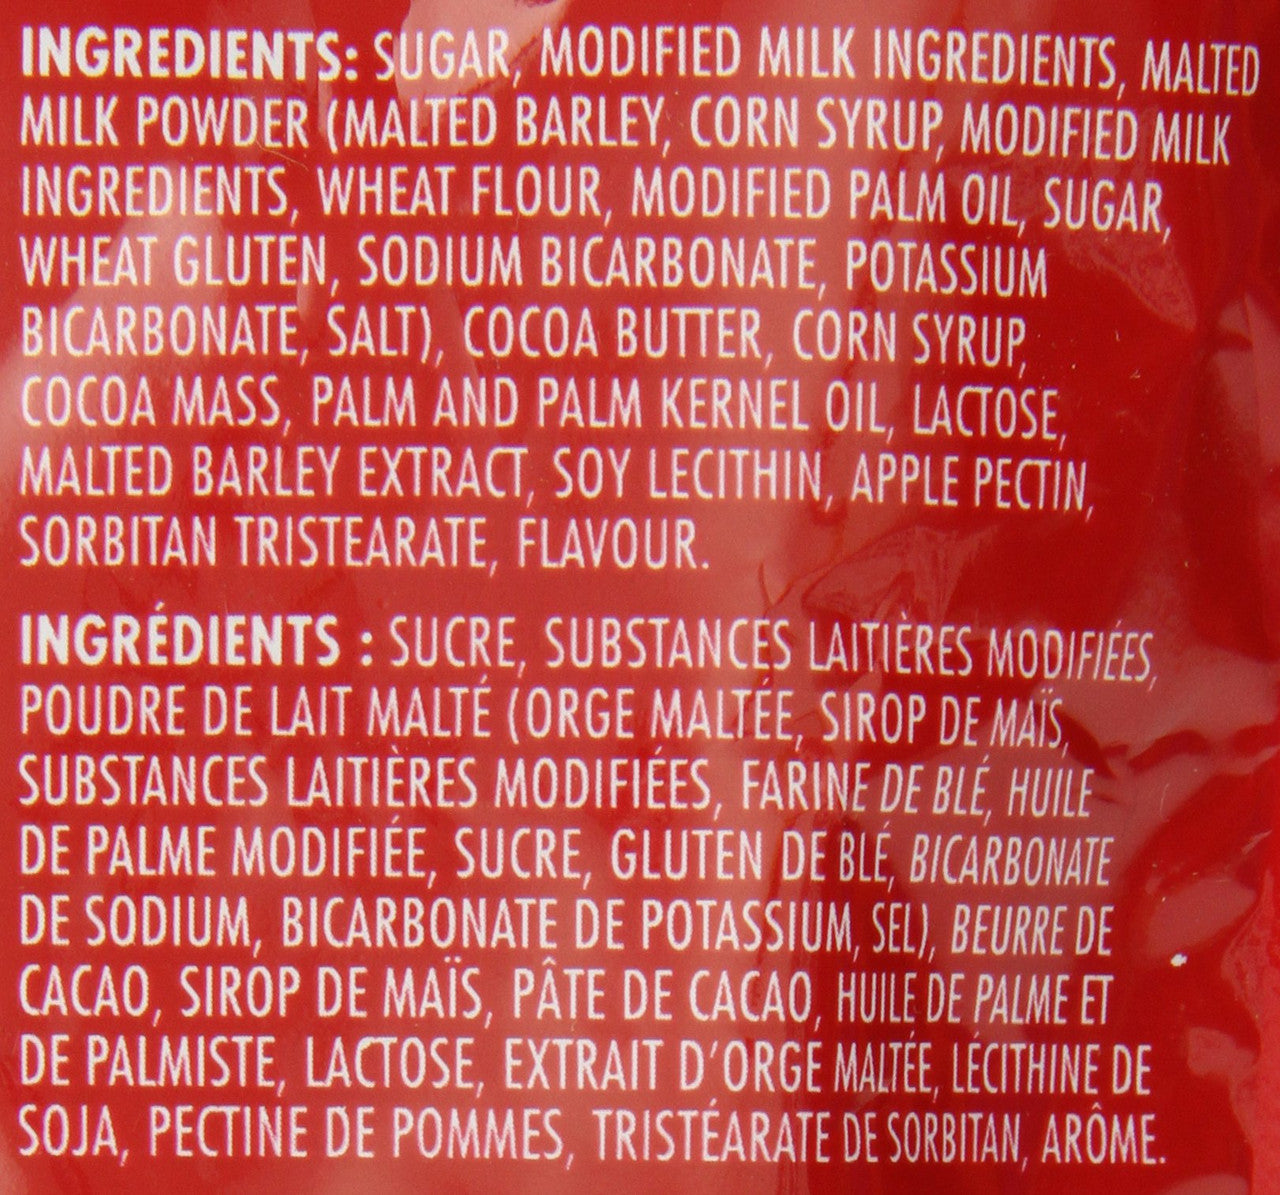 INGREDIENTS: SUGAR, MODIFIED MILK INGREDIENTS, MALTED
MILK POWDER (MALTED BARLEY, CORN SYRUP, MODIFIED MILK
INGREDIENTS, WHEAT FLOUR, MODIFIED PALM OIL, SUGAR,
WHEAT GLUTEN, SODIUM BICARBONATE, POTASSIUM
BICARBONATE, SALT), COCOA BUTTER, CORN SYRUP,
COCOA MASS, PALM AND PALM KERNEL OIL, LACTOSE,
MALTED BARLEY EXTRACT, SOY LECITHIN, APPLE PECTIN,
SORBITAN TRISTEARATE, FLAVOUR.
INGRÉDIENTS : SUCRE, SUBSTANCES LAITIÈRES MODIFIÉES,
POUDRE DE LAIT MALTÉ (ORGE MALTÉE, SIROP DE MAÏS,
SUBSTANCES LAITIÈRES MODIFIÉES, FARINE DE BLÉ, HUILE
DE PALME MODIFIÉE, SUCRE, GLUTEN DE BLÉ, BICARBONATE
DE SODIUM, BICARBONATE DE POTASSIUM, SEL), BEURRE DE
CACAO, SIROP DE MAÏS, PÂTE DE CACAO, HUILE DE PALME ET
DE PALMISTE, LACTOSE, EXTRAIT D'ORGE MALTÉE, LÉCITHINE DE
SOJA, PECTINE DE POMMES, TRISTÉARATE DE SORBITAN, ARÔME.